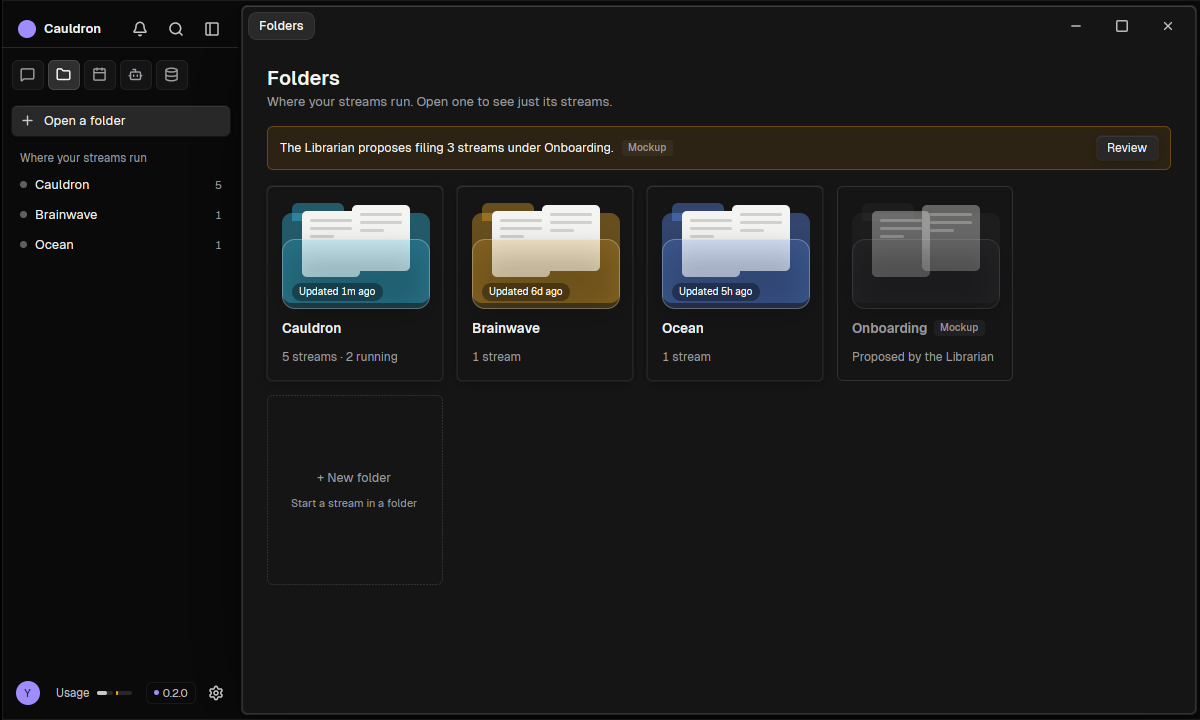 Cauldron
Folders
Open a folder
Where your streams run
Cauldron 5
Brainwave 1
Ocean 1
Y
Usage
0.2.0
Folders
Where your streams run. Open one to see just its streams.
The Librarian proposes filing 3 streams under Onboarding. Mockup
Review
Updated 1m ago
Cauldron
5 streams · 2 running
Updated 6d ago
Brainwave
1 stream
Updated 5h ago
Ocean
1 stream
Onboarding Mockup
Proposed by the Librarian
+ New folder
Start a stream in a folder